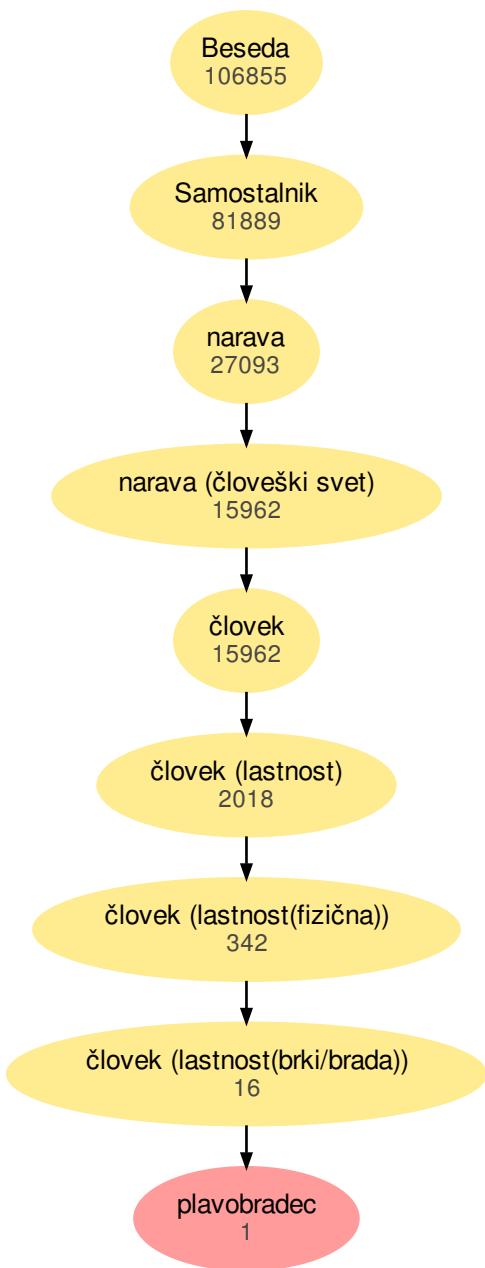 Beseda
106855
Samostalnik
81889
narava
27093
narava (človeški svet)
15962
človek
15962
človek (lastnost)
2018
človek (lastnost(fizična))
342
človek (lastnost(brki/brada))
16
plavobradec
1